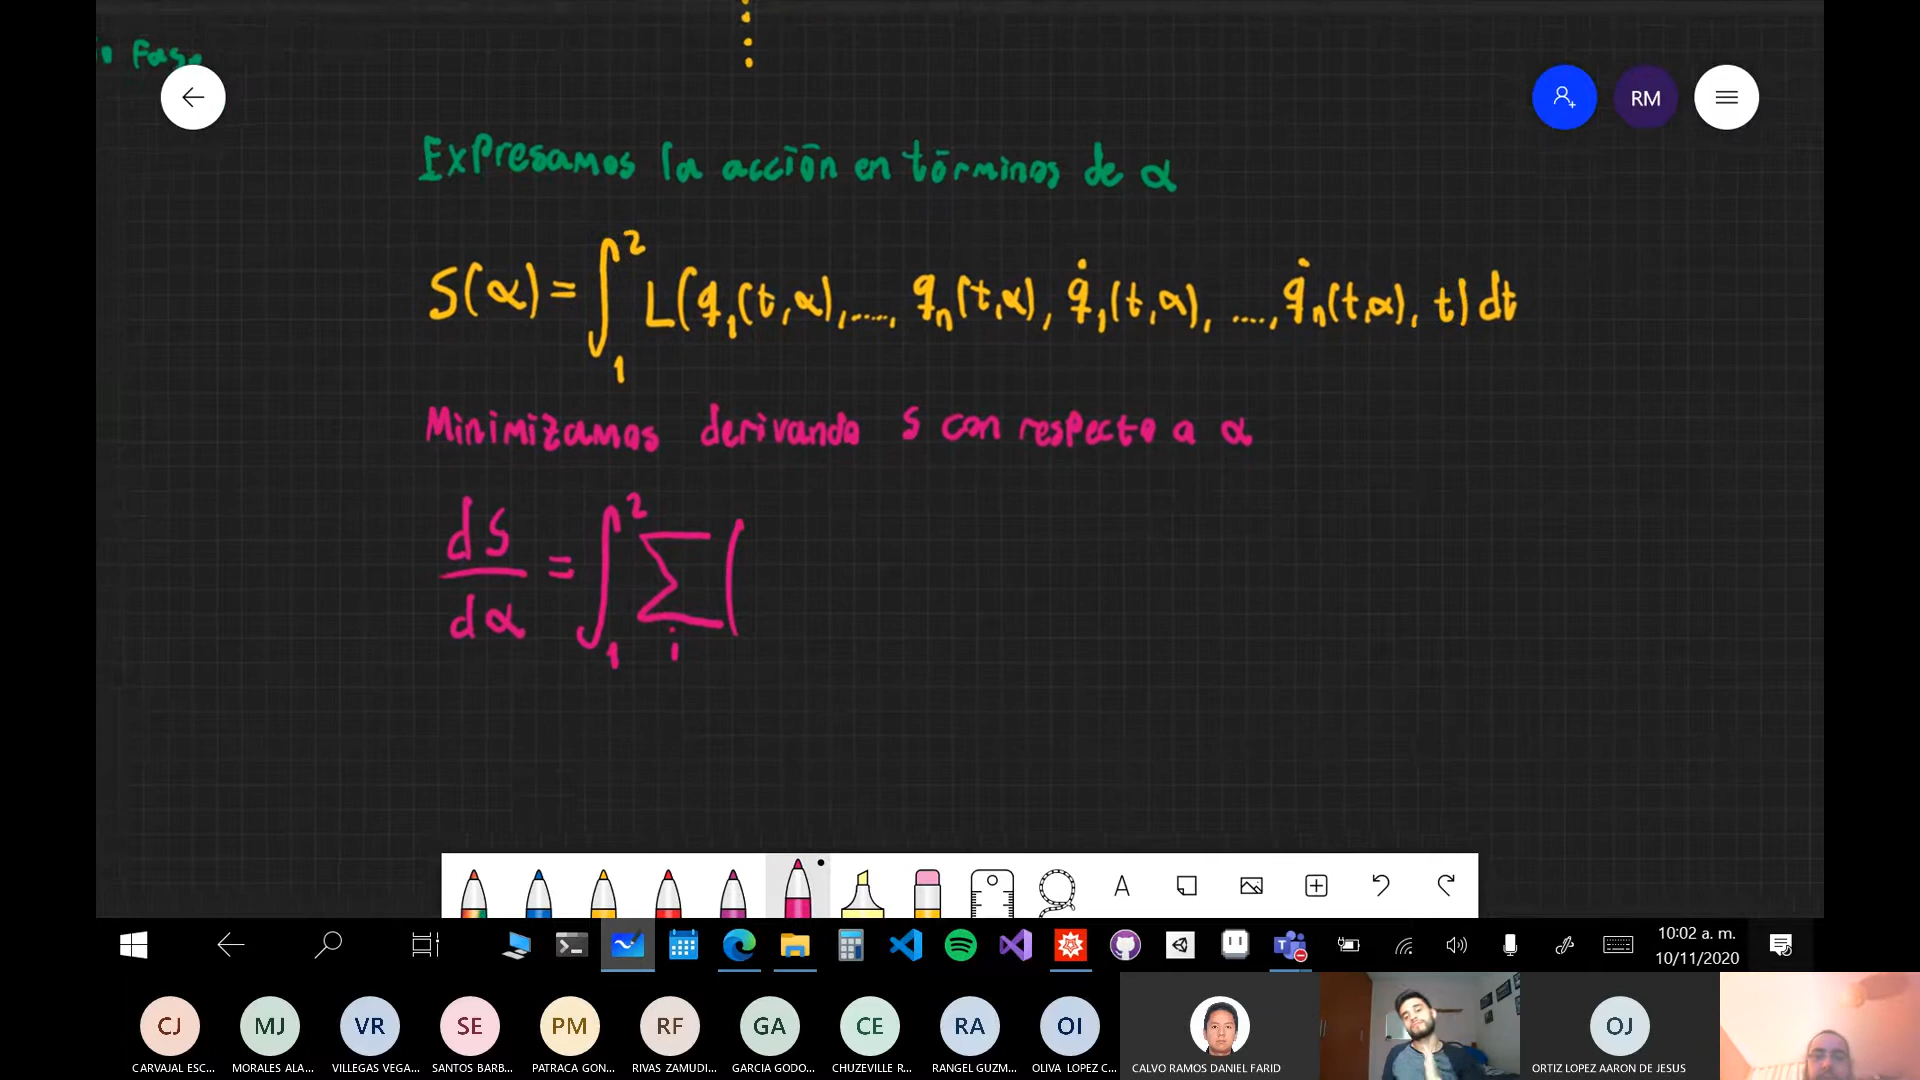 io Fase
RM
Expresamos la acción en términos de α
S(α) = ∫₁² L(q₁(t,α),....., qₙ(t,α), q̇₁(t,α), ....., q̇ₙ(t,α), t) dt
Minimizamos derivando S con respecto a α
dS/dα = ∫₁² Σᵢ (
A
10:02 a. m.
10/11/2020
CJ
MJ
VR
SE
PM
RF
GA
CE
RA
OI
OJ
CARVAJAL ESC...
MORALES ALA...
VILLEGAS VEGA...
SANTOS BARB...
PATRACA GON...
RIVAS ZAMUDI...
GARCIA GODO...
CHUZEVILLE R...
RANGEL GUZM...
OLIVA LOPEZ C...
CALVO RAMOS DANIEL FARID
ORTIZ LOPEZ AARON DE JESUS